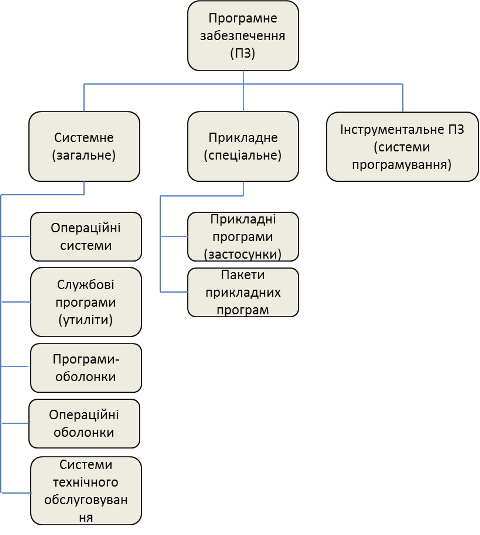 Програмне
забезпечення
(ПЗ)
Системне
(загальне)
Прикладне
(спеціальне)
Інструментальне ПЗ
(системи
програмування)
Операційні
системи
Службові
програми
(утиліти)
Програми-
оболонки
Операційні
оболонки
Системи
технічного
обслуговуван
ня
Прикладні
програми
(застосунки)
Пакети
прикладних
програм